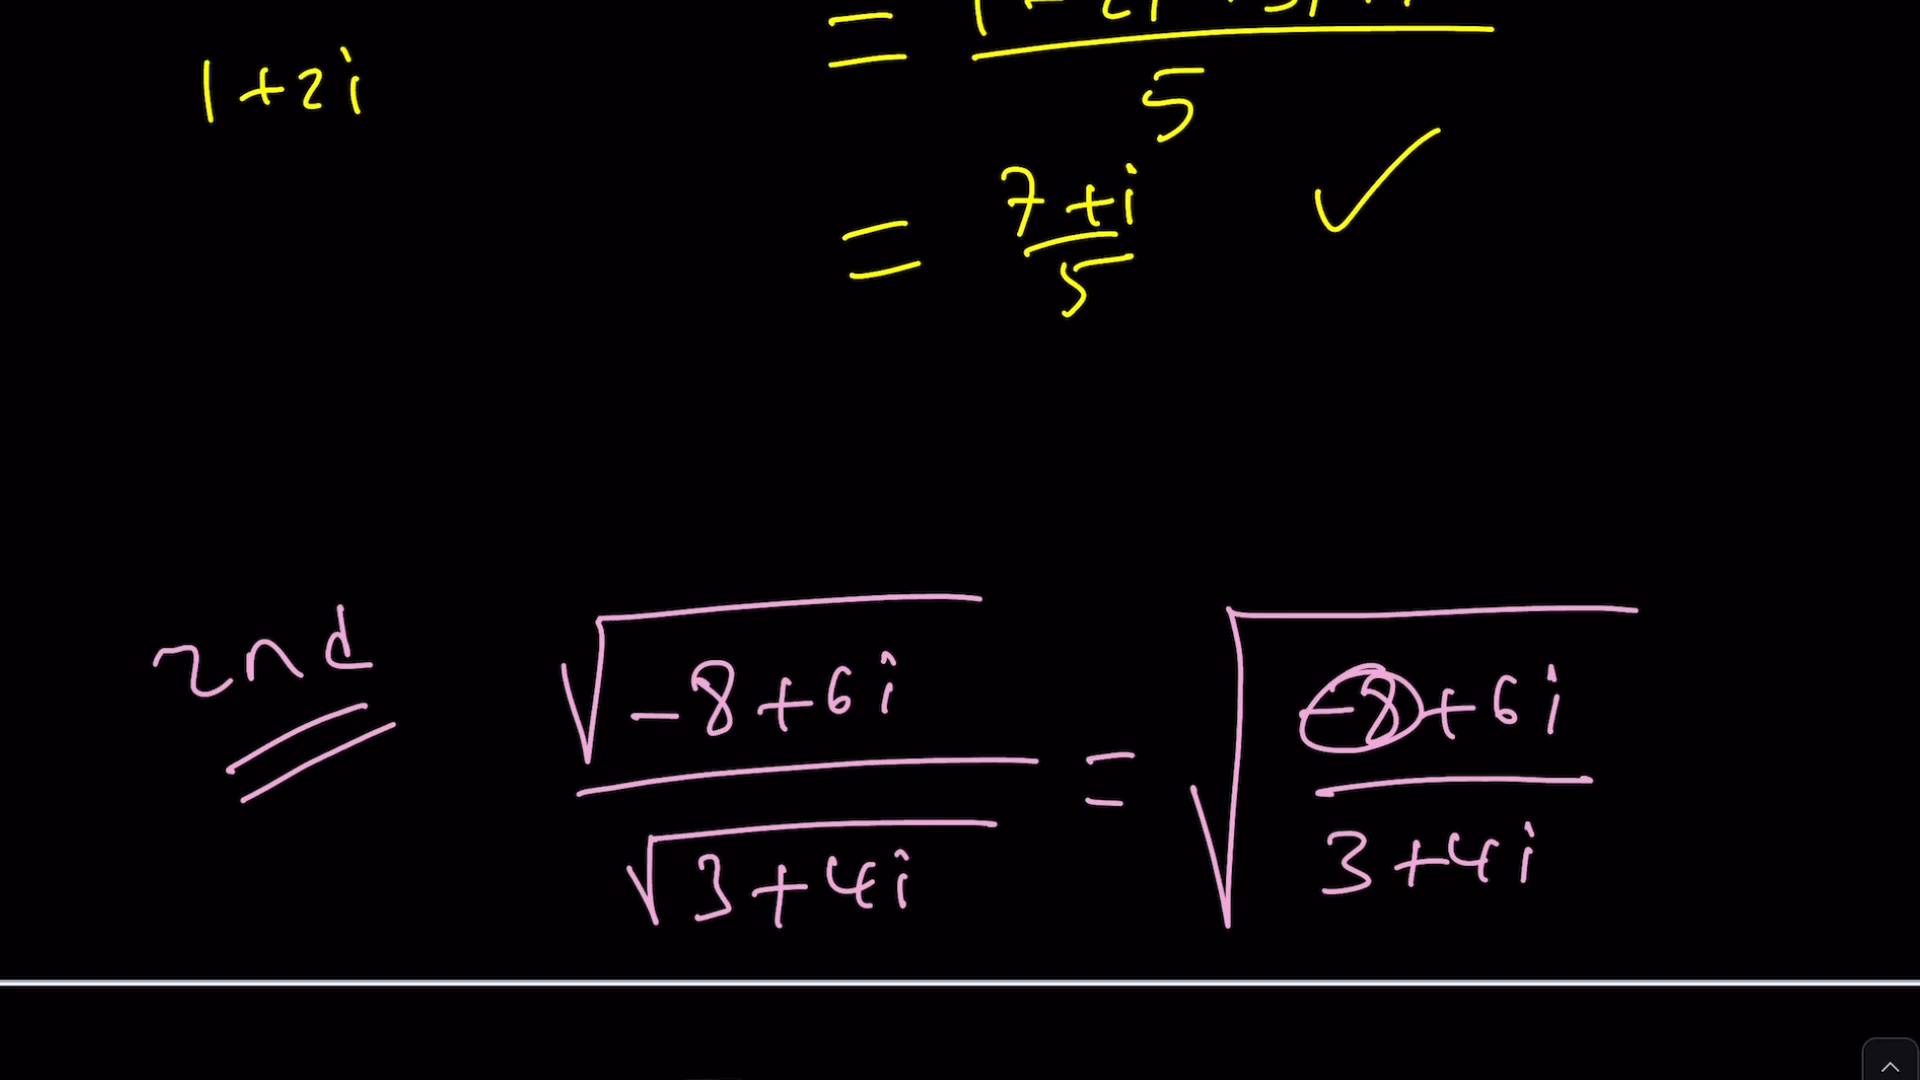 1+2i
= / 5
= 7+i / 5 ✓
2nd √(-8+6i) / √(3+4i) = √((-8+6i) / (3+4i))